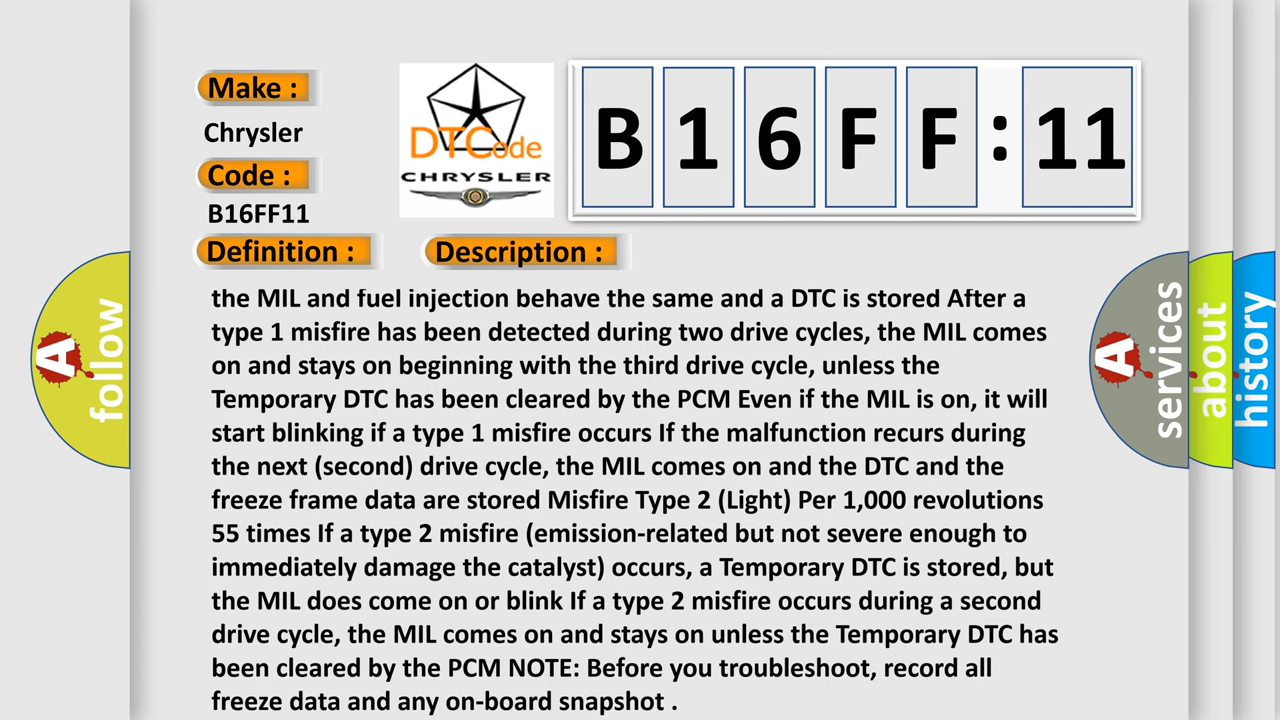 Make :
Chrysler
Code :
B16FF11
Definition :
Description :
DTCode
CHRYSLER
B16FF:11
the MIL and fuel injection behave the same and a DTC is stored After a
type 1 misfire has been detected during two drive cycles, the MIL comes
on and stays on beginning with the third drive cycle, unless the
Temporary DTC has been cleared by the PCM Even if the MIL is on, it will
start blinking if a type 1 misfire occurs If the malfunction recurs during
the next (second) drive cycle, the MIL comes on and the DTC and the
freeze frame data are stored Misfire Type 2 (Light) Per 1,000 revolutions
55 times If a type 2 misfire (emission-related but not severe enough to
immediately damage the catalyst) occurs, a Temporary DTC is stored, but
the MIL does come on or blink If a type 2 misfire occurs during a second
drive cycle, the MIL comes on and stays on unless the Temporary DTC has
been cleared by the PCM NOTE: Before you troubleshoot, record all
freeze data and any on-board snapshot .
A
follow
A
services
about
history